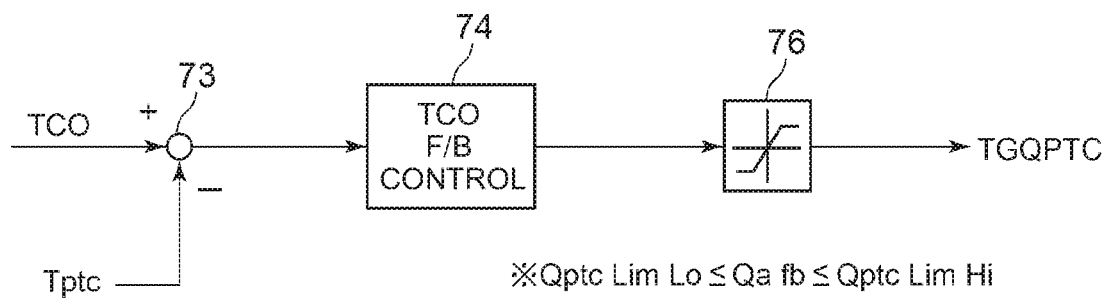 74
76
73
TCO
+
TCO
F/B
CONTROL
TGQPTC
−
Tptc
※Qptc Lim Lo ≤ Qa fb ≤ Qptc Lim Hi